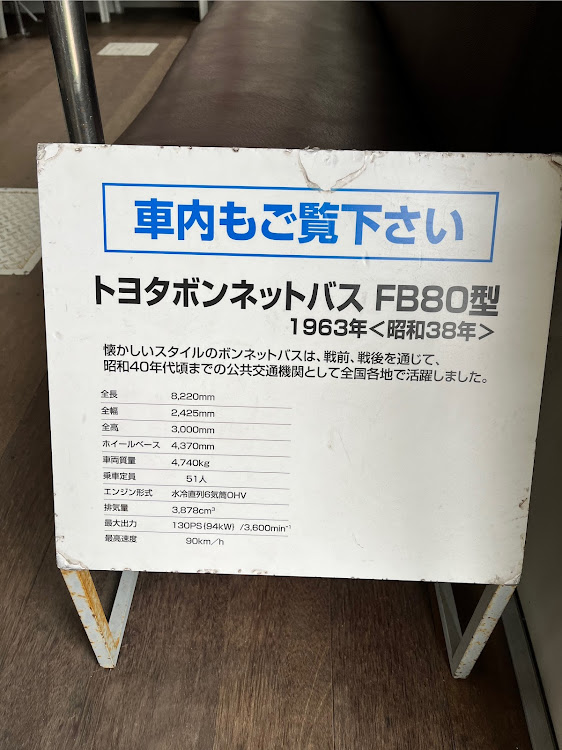 車内もご覧下さい
トヨタボンネットバス FB80型
1963年<昭和38年>
懐かしいスタイルのボンネットバスは、戦前、戦後を通じて、
昭和40年代頃までの公共交通機関として全国各地で活躍しました。
全長 8,220mm
全幅 2,425mm
全高 3,000mm
ホイールベース 4,370mm
車両質量 4,740kg
乗車定員 51人
エンジン形式 水冷直列6気筒OHV
排気量 3,878cm³
最大出力 130PS(94kW) /3,600min⁻¹
最高速度 90km/h